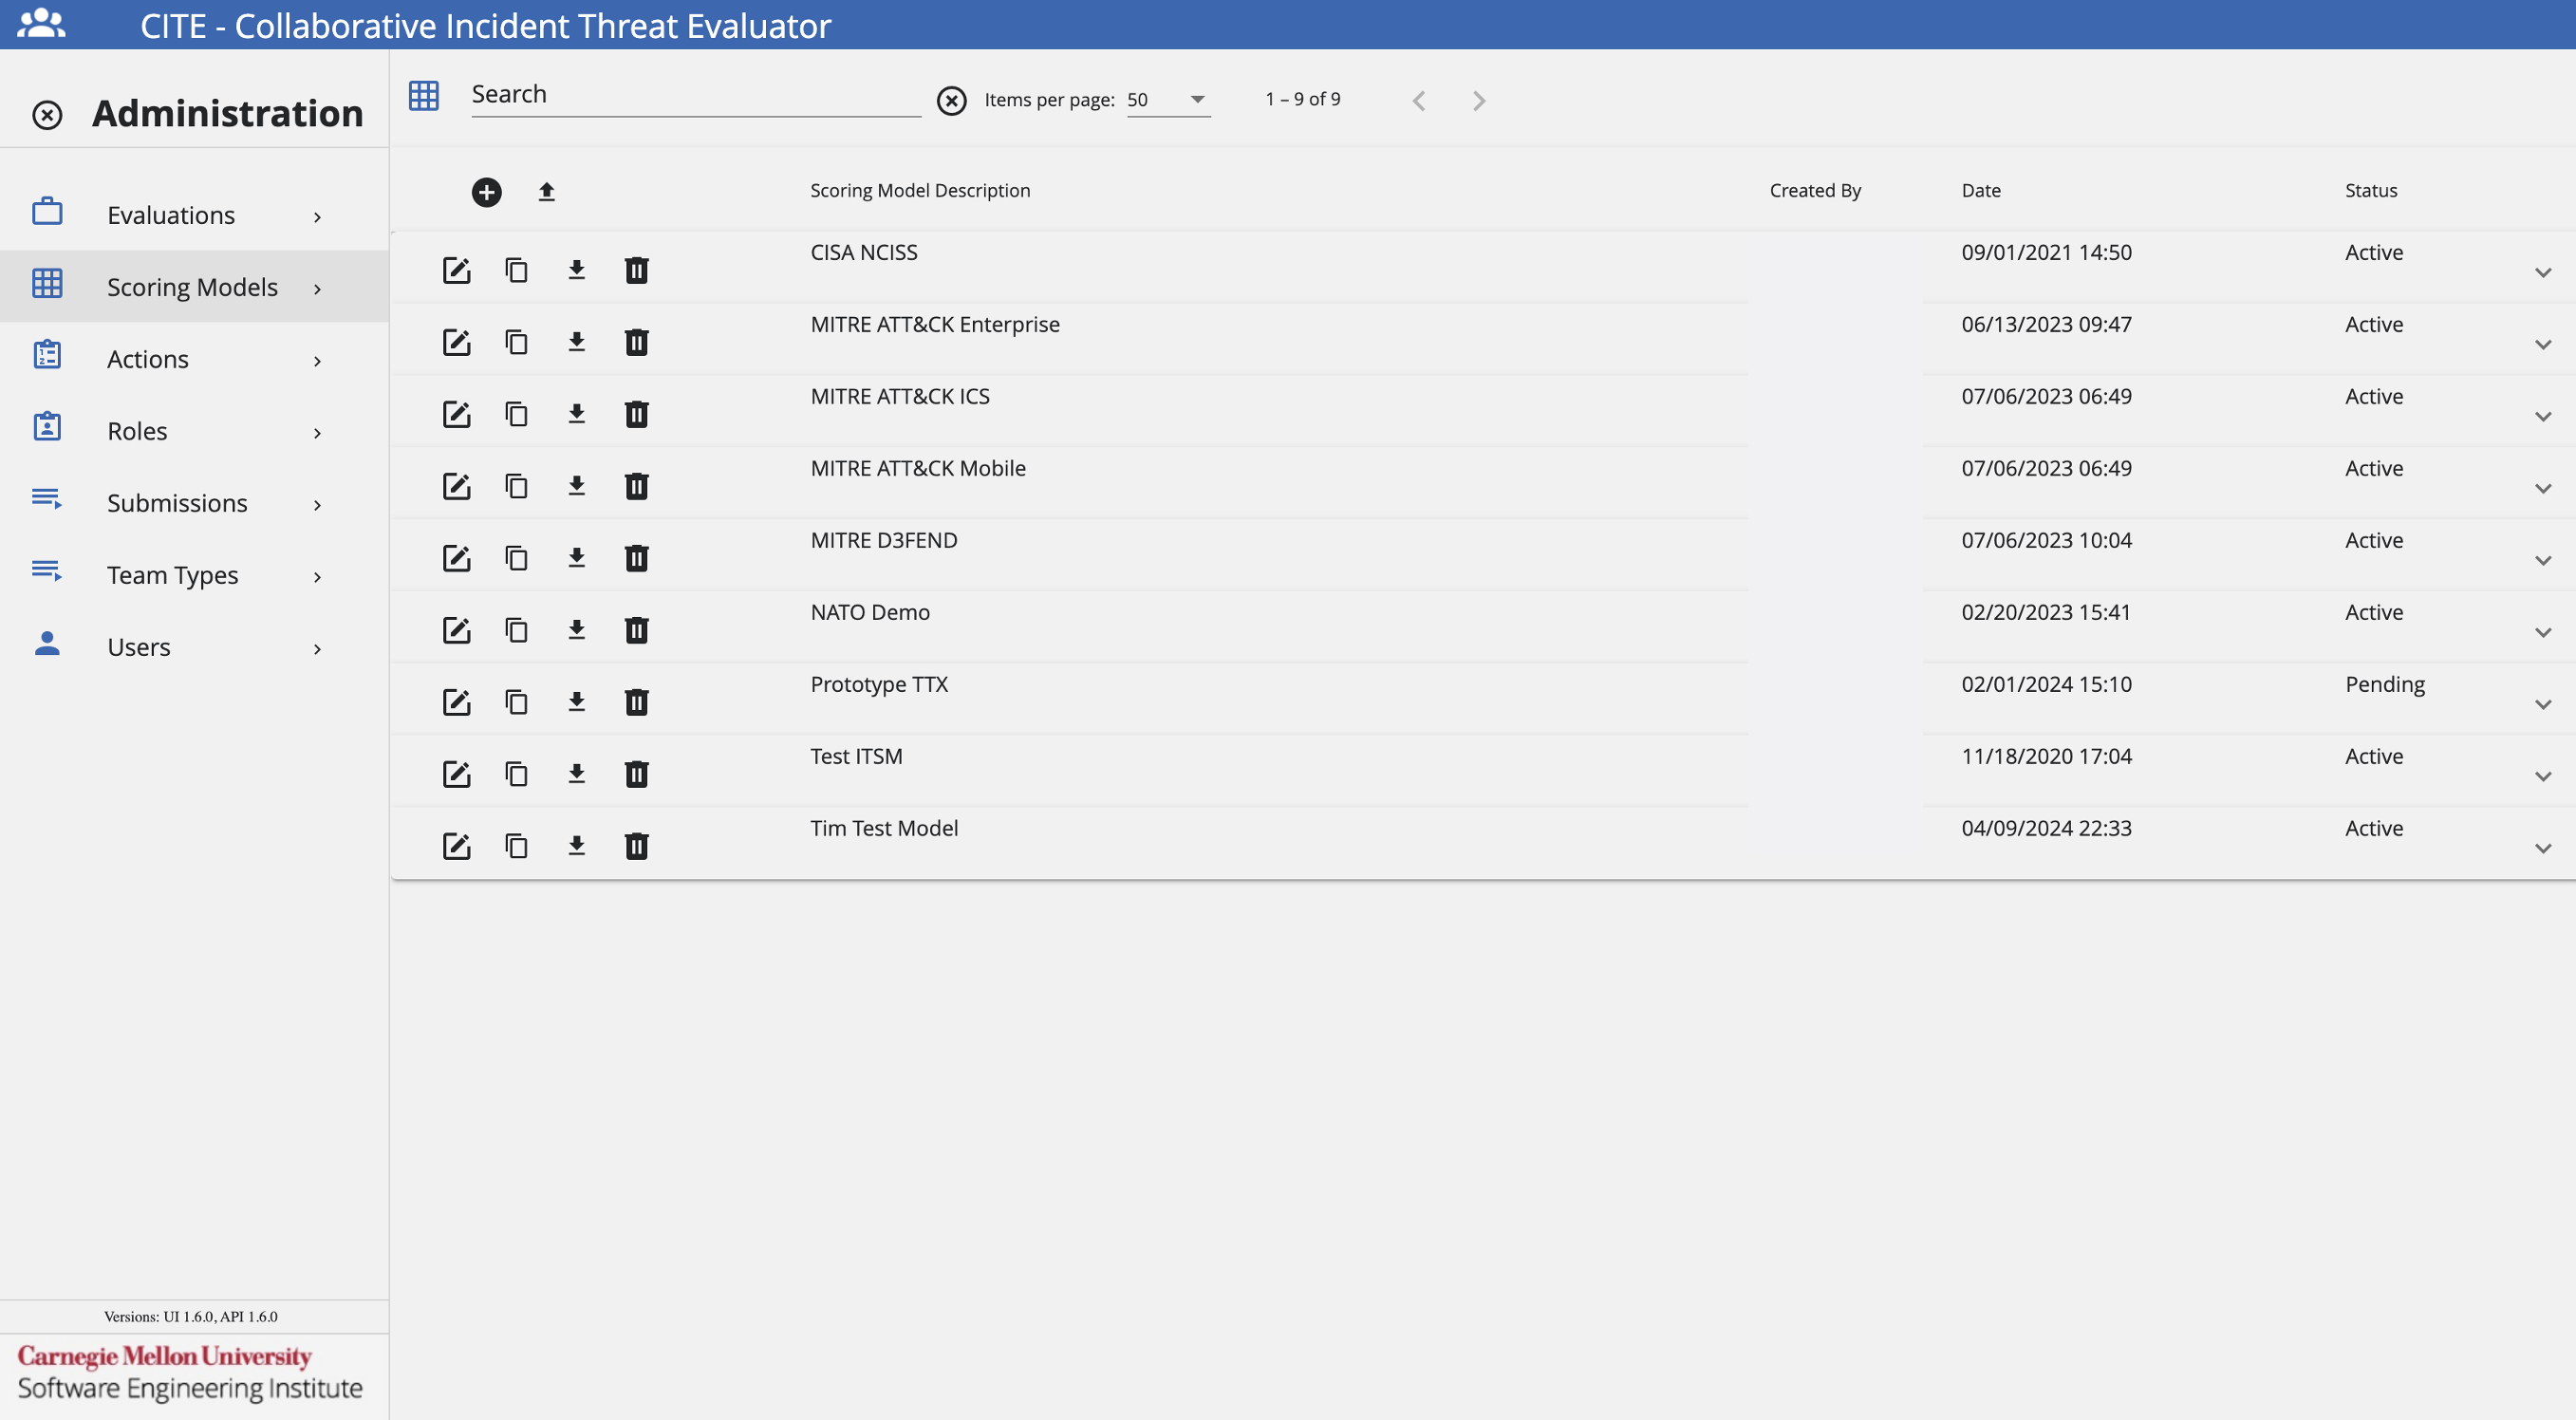 CITE - Collaborative Incident Threat Evaluator
Administration
Evaluations
Scoring Models
Actions
Roles
Submissions
Team Types
Users
Versions: UI 1.6.0, API 1.6.0
Carnegie Mellon University
Software Engineering Institute
Search Items per page: 50 1 – 9 of 9
Scoring Model Description Created By Date Status
CISA NCISS 09/01/2021 14:50 Active
MITRE ATT&CK Enterprise 06/13/2023 09:47 Active
MITRE ATT&CK ICS 07/06/2023 06:49 Active
MITRE ATT&CK Mobile 07/06/2023 06:49 Active
MITRE D3FEND 07/06/2023 10:04 Active
NATO Demo 02/20/2023 15:41 Active
Prototype TTX 02/01/2024 15:10 Pending
Test ITSM 11/18/2020 17:04 Active
Tim Test Model 04/09/2024 22:33 Active